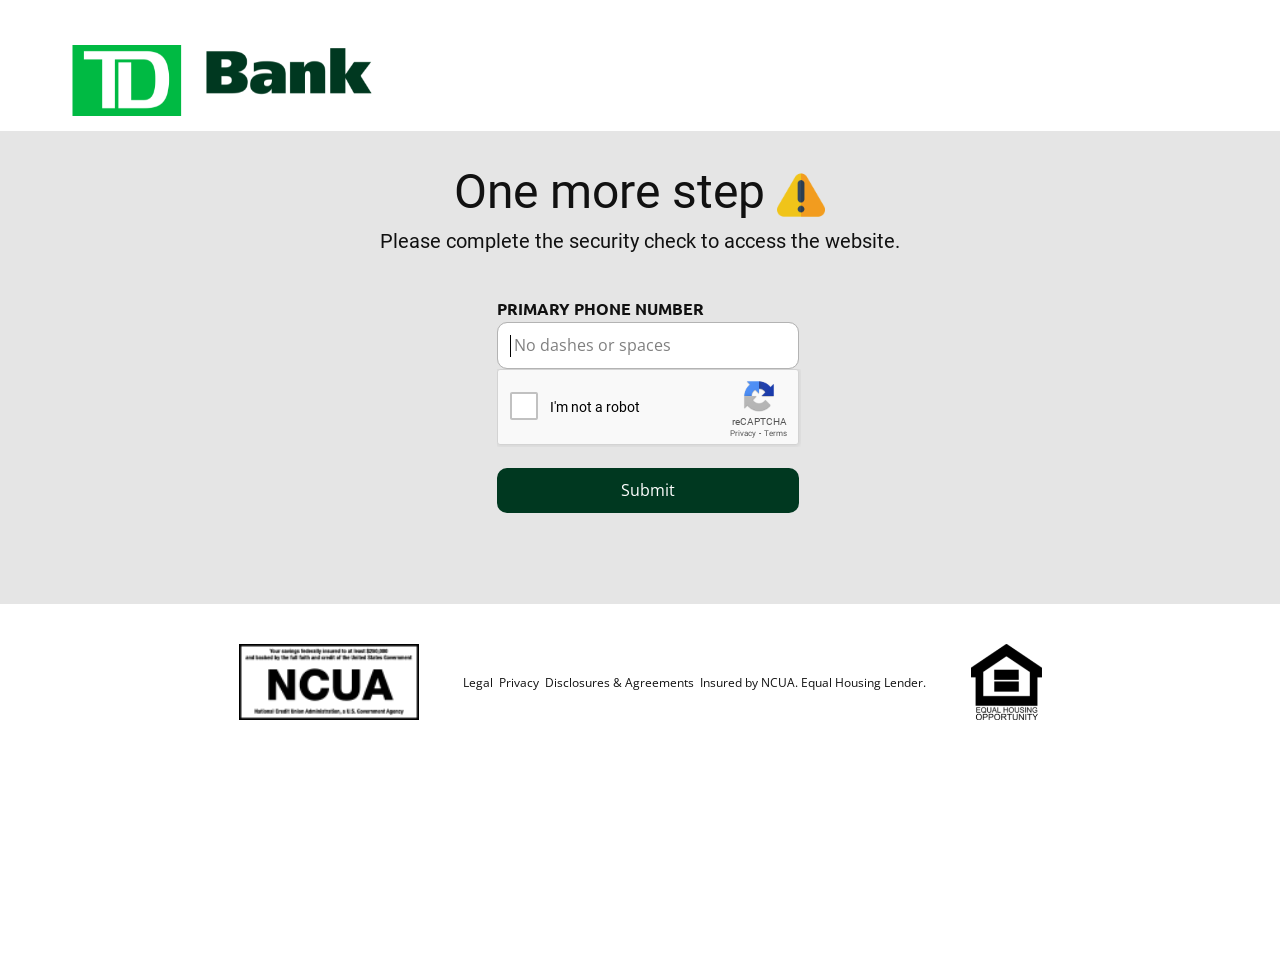 TD Bank
One more step
Please complete the security check to access the website.
PRIMARY PHONE NUMBER
No dashes or spaces
I'm not a robot
reCAPTCHA
Privacy - Terms
Submit
Your savings federally insured to at least $250,000
and backed by the full faith and credit of the United States Government
NCUA
National Credit Union Administration, a U.S. Government Agency
Legal Privacy Disclosures & Agreements Insured by NCUA. Equal Housing Lender.
EQUAL HOUSING
OPPORTUNITY